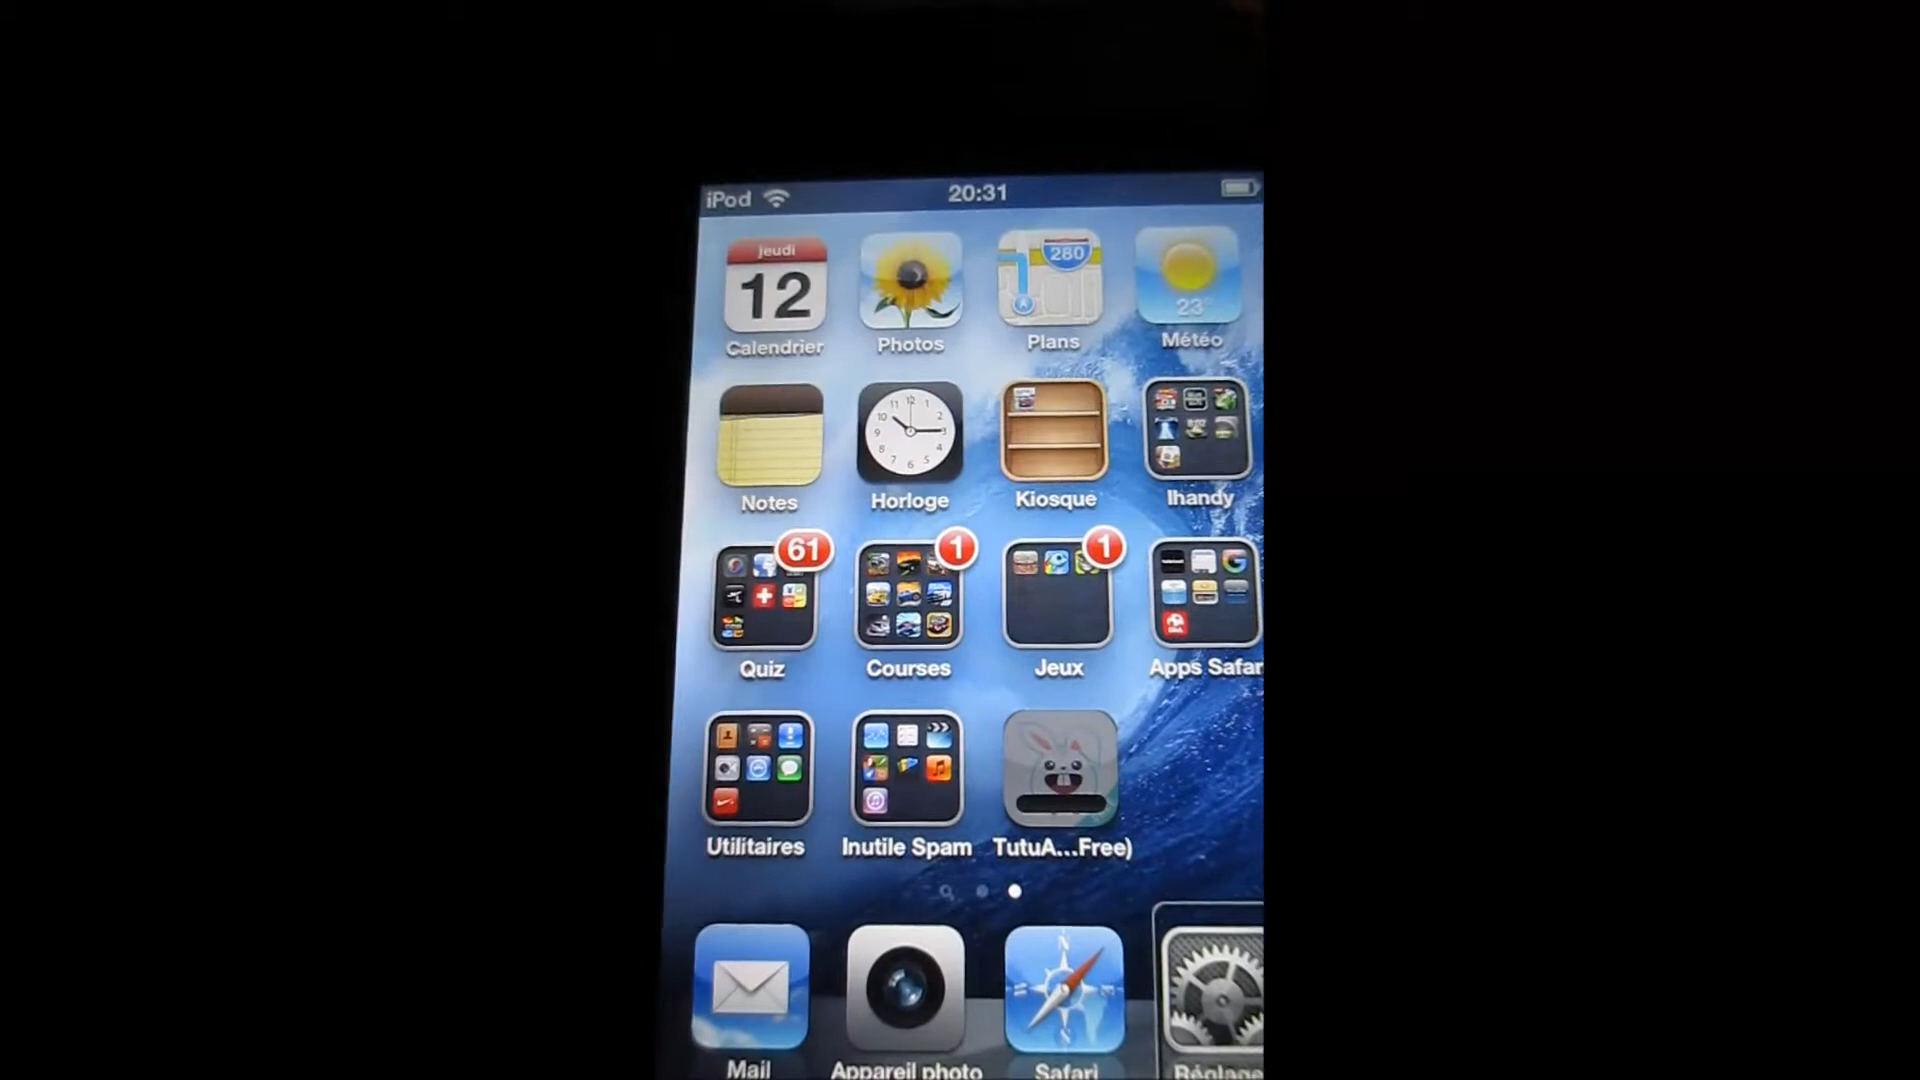 iPod 20:31
jeudi
12
280
23°
Calendrier Photos Plans Météo
Notes Horloge Kiosque Ihandy
61 1 1
Quiz Courses Jeux Apps Safar
Utilitaires Inutile Spam TutuA...Free)
Mail Appareil photo Safari Réglage